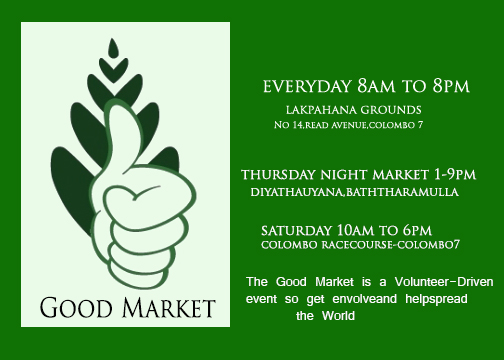 GOOD MARKET
EVERYDAY 8AM TO 8PM
LAKPAHANA GROUNDS
NO 14,READ AVENUE,COLOMBO 7
THURSDAY NIGHT MARKET 1-9PM
DIYATHAUYANA,BATHTHARAMULLA
SATURDAY 10AM TO 6PM
COLOMBO RACECOURSE-COLOMBO7
The Good Market is a Volunteer-Driven
event so get envolveand helpspread
the World